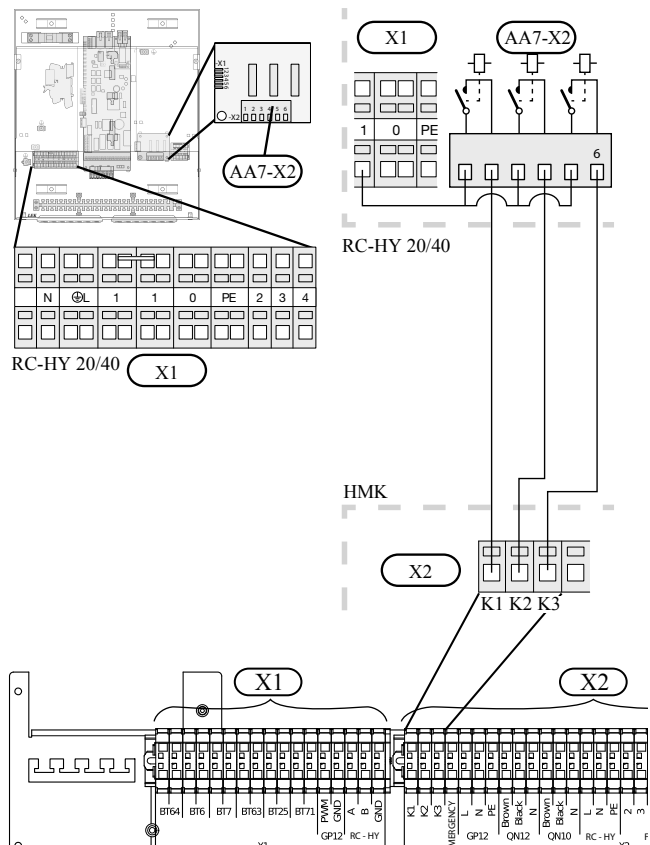 -X1
1 2 3 4 5 6
-X2
1 2 3 4 5 6
AA7-X2
N L 1 1 0 PE 2 3 4
RC-HY 20/40
X1
X1
AA7-X2
1 0 PE
6
RC-HY 20/40
HMK
X2
K1 K2 K3
X1
X2
BT64 BT6 BT7 BT63 BT25 BT71 PWM GND A B GND
GP12 RC - HY
X1
K1 K2 K3 EMERGENCY L N PE Brown Black N Brown Black N L N PE 2 3
GP12 QN12 QN10 RC - HY
X2